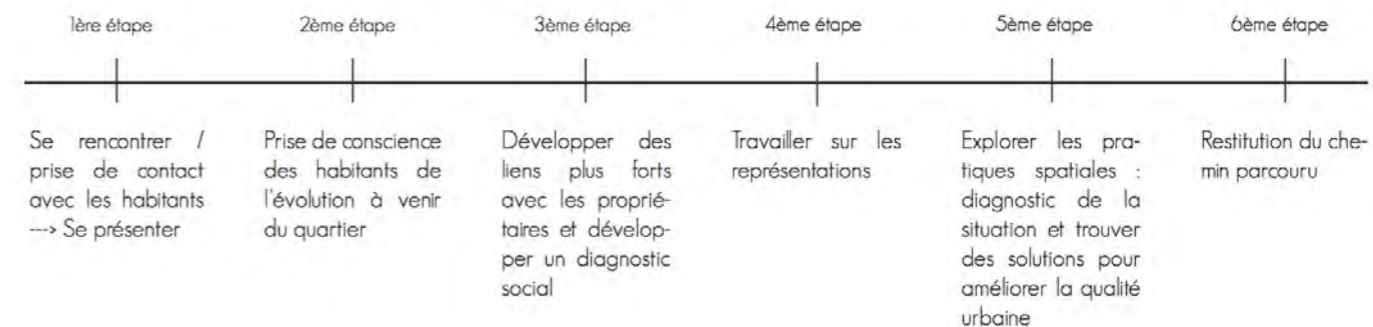 1ère étape
2ème étape
3ème étape
4ème étape
5ème étape
6ème étape
Se rencontrer /
prise de contact
avec les habitants
---> Se présenter
Prise de conscience
des habitants de
l'évolution à venir
du quartier
Développer des
liens plus forts
avec les proprié-
taires et dévelop-
per un diagnostic
social
Travailler sur les
représentations
Explorer les pra-
tiques spatiales :
diagnostic de la
situation et trouver
des solutions pour
améliorer la qualité
urbaine
Restitution du che-
min parcouru